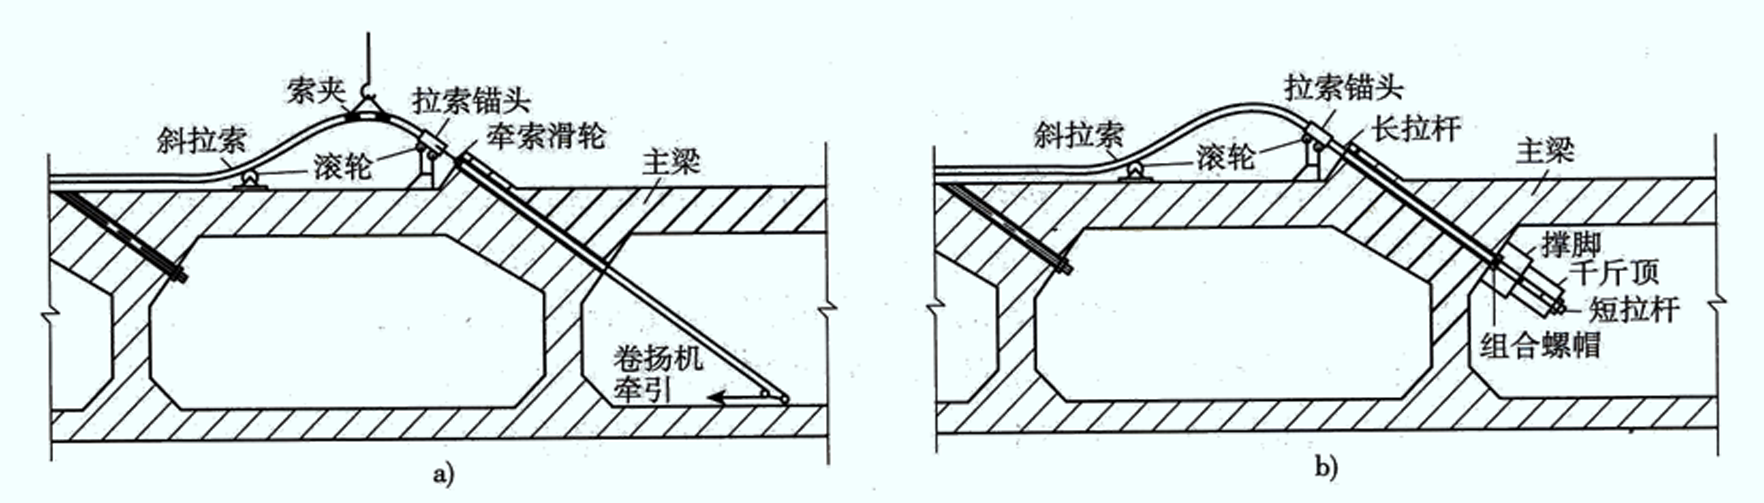 索夹
拉索锚头
牵索滑轮
斜拉索
滚轮
主梁
卷扬机
牵引
a)
拉索锚头
长拉杆
斜拉索
滚轮
主梁
撑脚
千斤顶
短拉杆
组合螺帽
b)